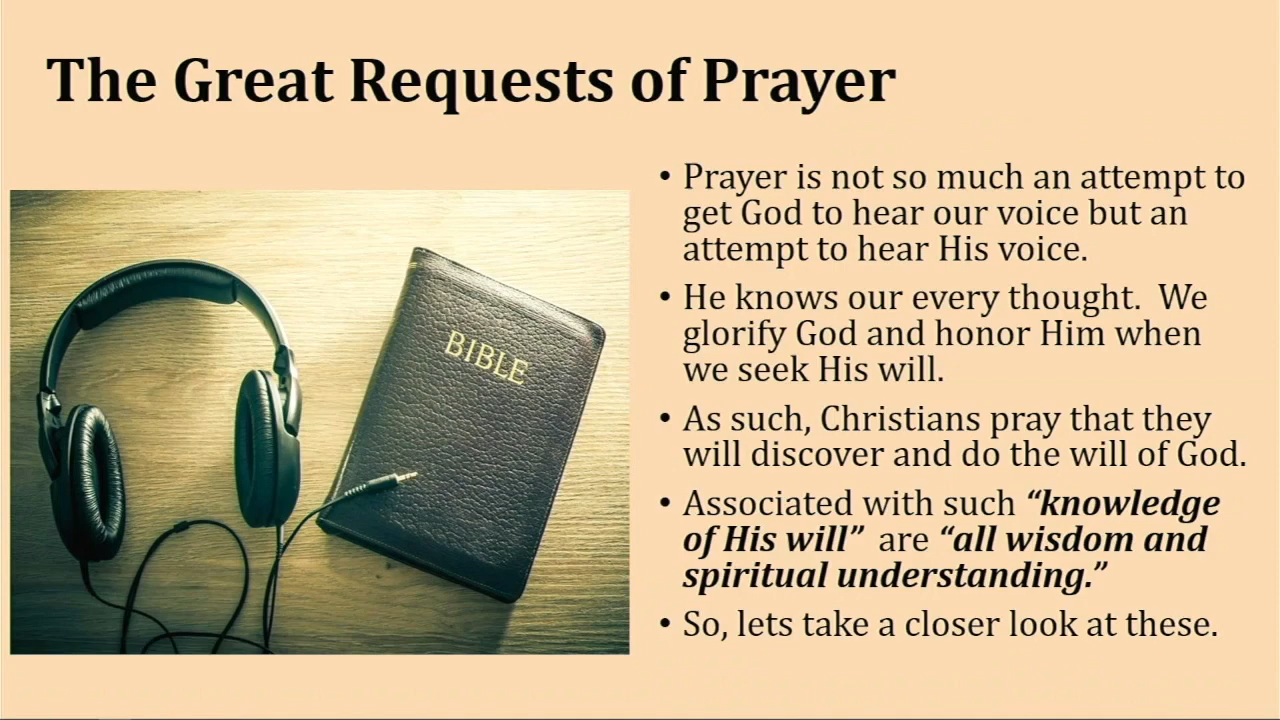 The Great Requests of Prayer
• Prayer is not so much an attempt to
get God to hear our voice but an
attempt to hear His voice.
• He knows our every thought.  We
glorify God and honor Him when
we seek His will.
• As such, Christians pray that they
will discover and do the will of God.
• Associated with such “knowledge
of His will”  are “all wisdom and
spiritual understanding.”
• So, lets take a closer look at these.
BIBLE